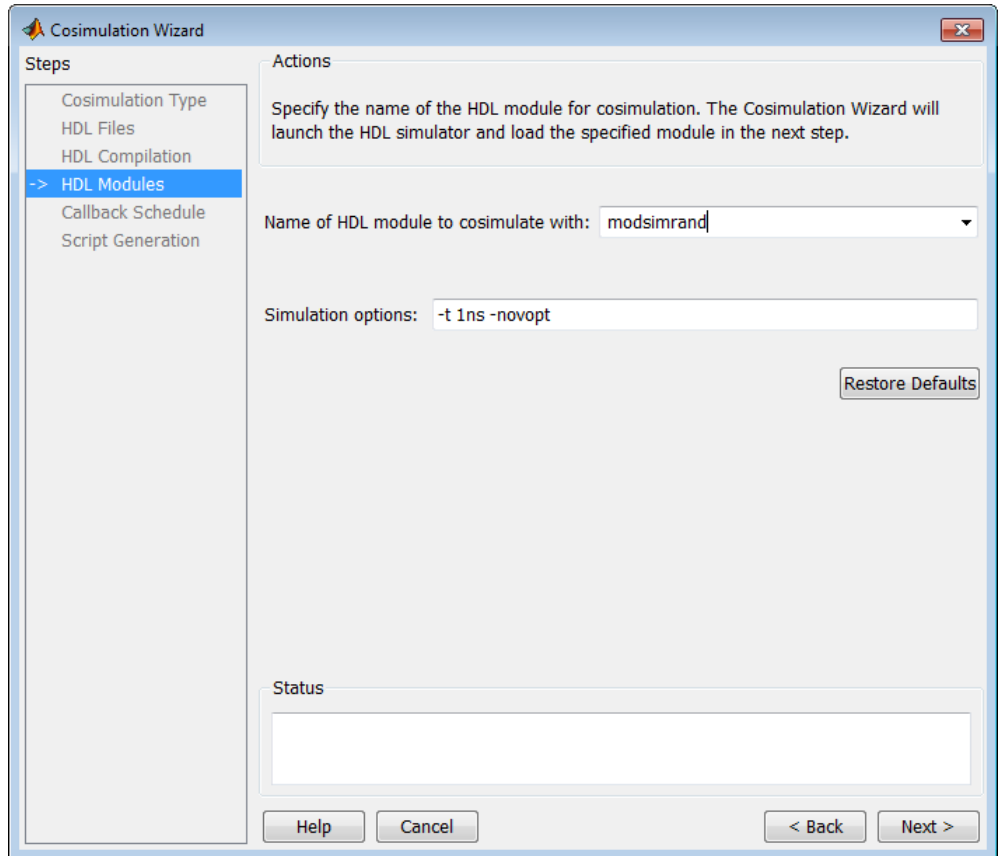 Cosimulation Wizard
Steps
Cosimulation Type
HDL Files
HDL Compilation
-> HDL Modules
Callback Schedule
Script Generation
Actions
Specify the name of the HDL module for cosimulation. The Cosimulation Wizard will
launch the HDL simulator and load the specified module in the next step.
Name of HDL module to cosimulate with: modsimrand
Simulation options: -t 1ns -novopt
Restore Defaults
Status
Help Cancel < Back Next >